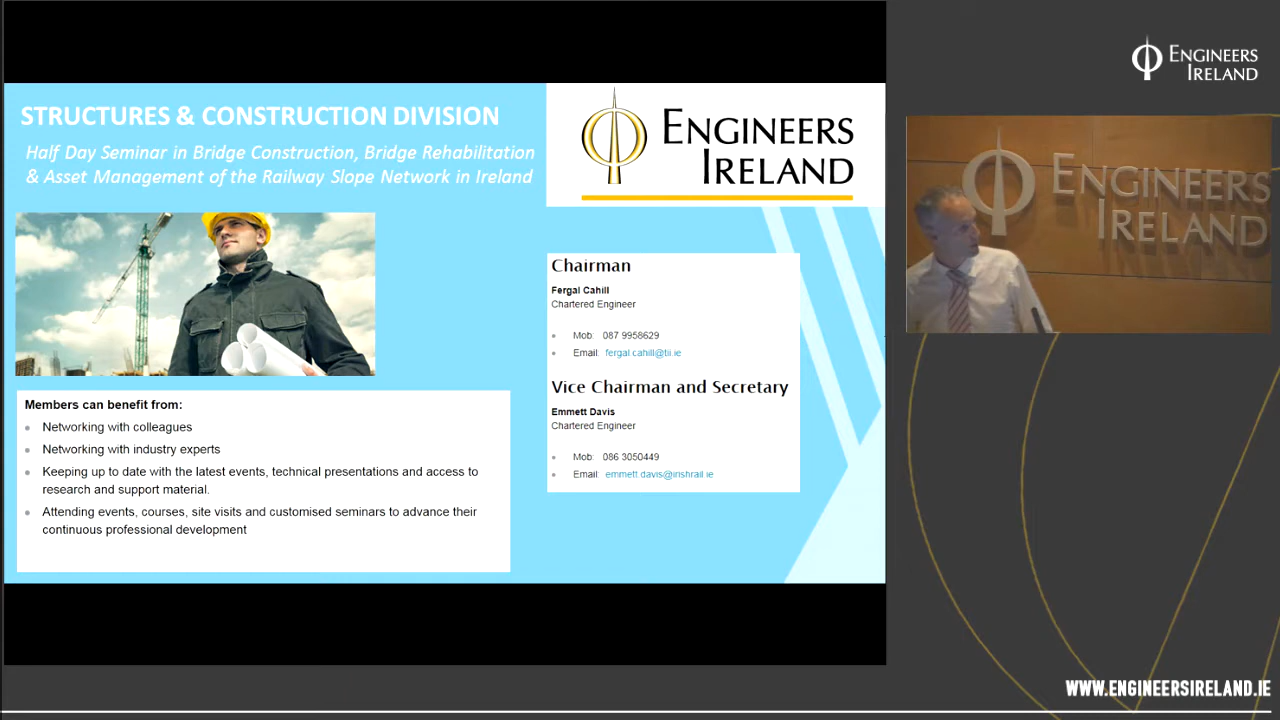 STRUCTURES & CONSTRUCTION DIVISION
Half Day Seminar in Bridge Construction, Bridge Rehabilitation
& Asset Management of the Railway Slope Network in Ireland
ENGINEERS
IRELAND
Members can benefit from:
Networking with colleagues
Networking with industry experts
Keeping up to date with the latest events, technical presentations and access to
research and support material.
Attending events, courses, site visits and customised seminars to advance their
continuous professional development
Chairman
Fergal Cahill
Chartered Engineer
Mob: 087 9958629
Email: fergal.cahill@tii.ie
Vice Chairman and Secretary
Emmett Davis
Chartered Engineer
Mob: 086 3050449
Email: emmett.davis@irishrail.ie
ENGINEERS
IRELAND
ENGINEERS
IRELAND
WWW.ENGINEERSIRELAND.IE